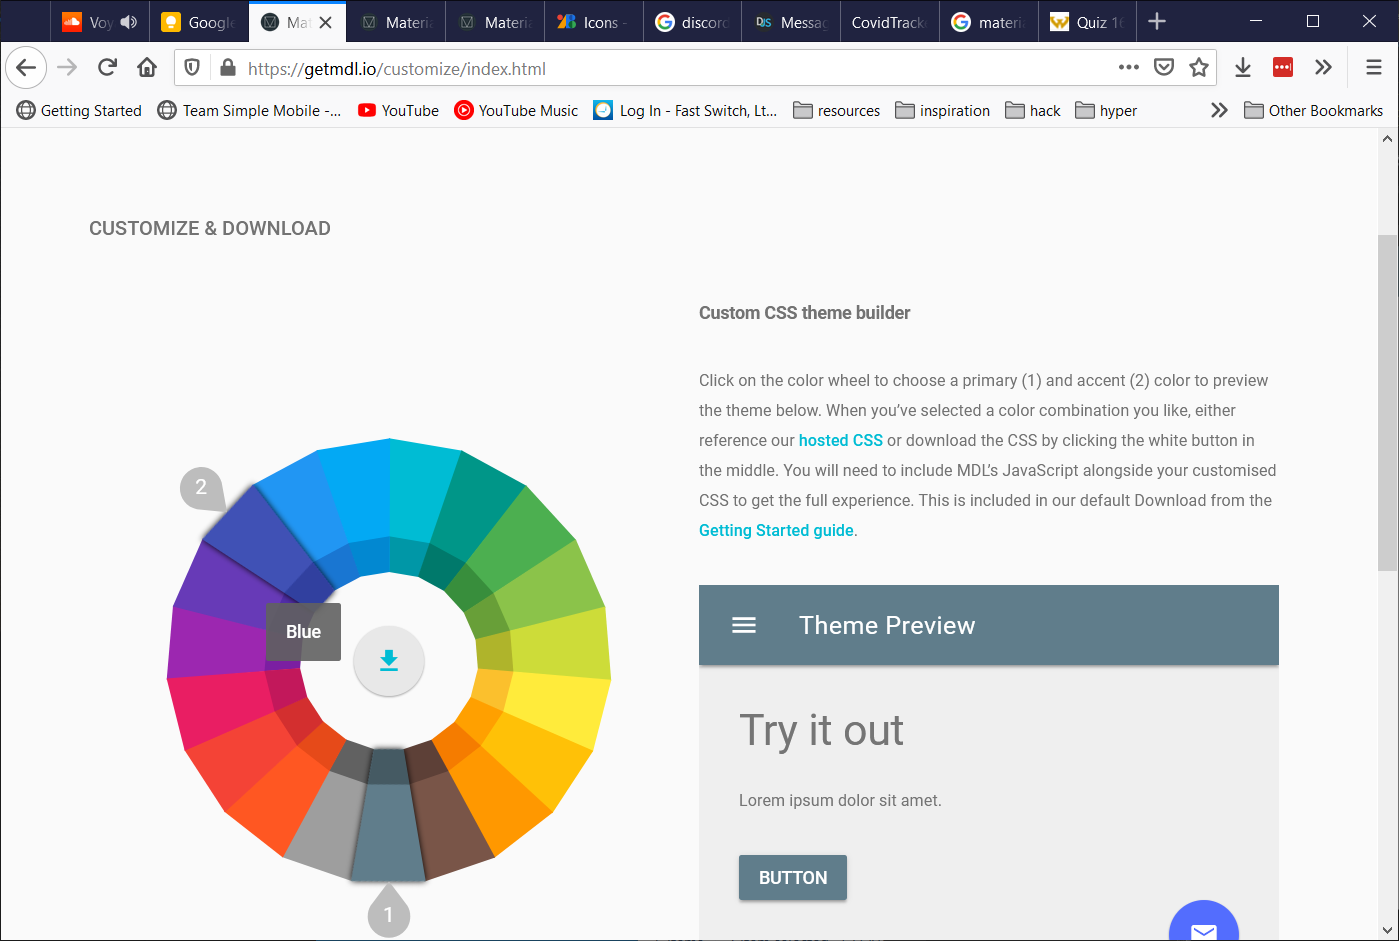 Voy
Google
Mat
Materia
Materia
Icons -
discord
DJS
Messag
CovidTracke
materia
Quiz 16
https://getmdl.io/customize/index.html
Getting Started
Team Simple Mobile -...
YouTube
YouTube Music
Log In - Fast Switch, Lt...
resources
inspiration
hack
hyper
Other Bookmarks
CUSTOMIZE & DOWNLOAD
Custom CSS theme builder
Click on the color wheel to choose a primary (1) and accent (2) color to preview
the theme below. When you’ve selected a color combination you like, either
reference our hosted CSS or download the CSS by clicking the white button in
the middle. You will need to include MDL’s JavaScript alongside your customised
CSS to get the full experience. This is included in our default Download from the
Getting Started guide.
2
Blue
1
Theme Preview
Try it out
Lorem ipsum dolor sit amet.
BUTTON